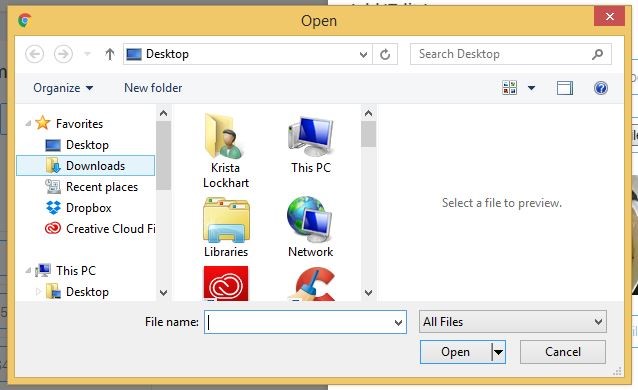 Open
Desktop
Search Desktop
Organize
New folder
Favorites
Desktop
Downloads
Recent places
Dropbox
Creative Cloud Fi
This PC
Desktop
Krista
Lockhart
This PC
Libraries
Network
Select a file to preview.
File name:
All Files
Open
Cancel